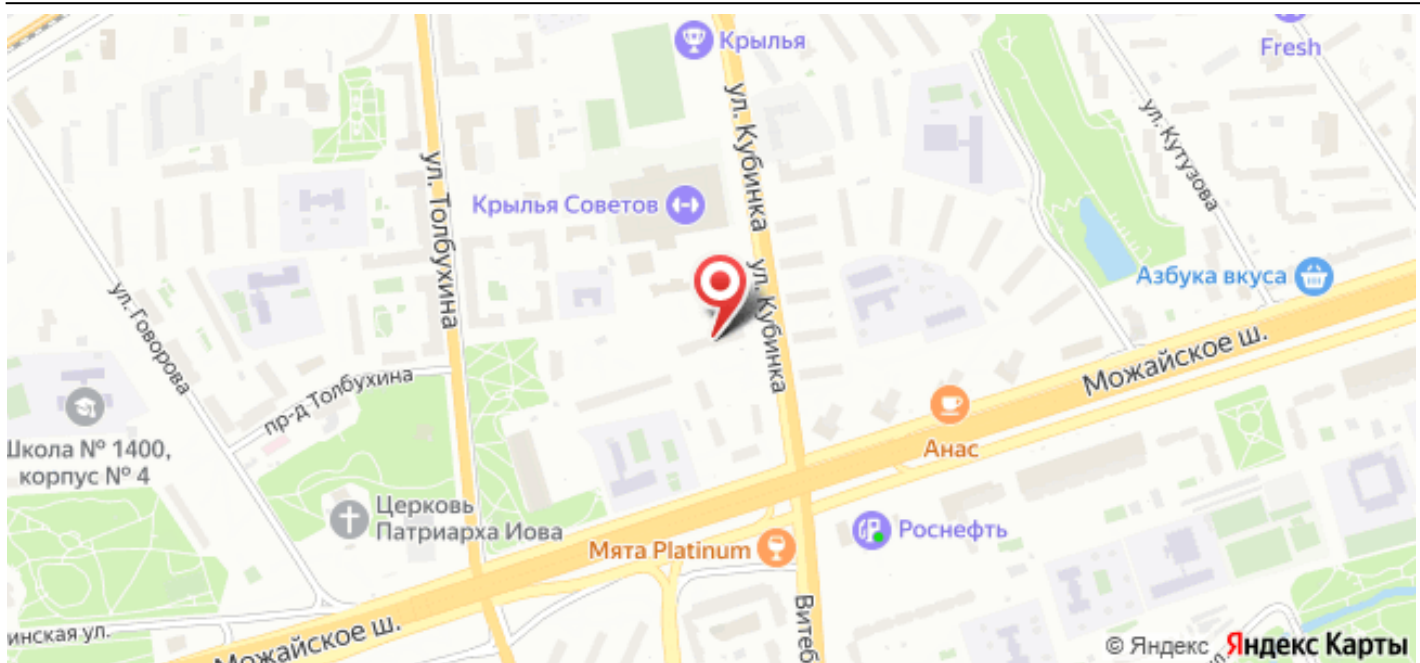 Крылья
Fresh
ул. Кубинка
ул. Кутузова
ул. Толбухина
Крылья Советов
ул. Кубинка
Азбука вкуса
ул. Говорова
Можайское ш.
пр-д Толбухина
Школа № 1400,
корпус № 4
Анас
Церковь
Патриарха Иова
Роснефть
Мята Platinum
Витеб
инская ул.
Можайское ш.
© Яндекс Яндекс Карты